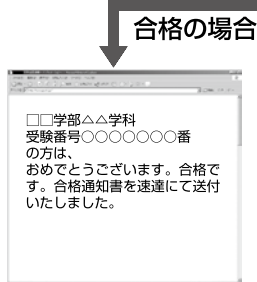 合格の場合
□□学部△△学科
受験番号○○○○○○○番
の方は、
おめでとうございます。合格で
す。合格通知書を速達にて送付
いたしました。